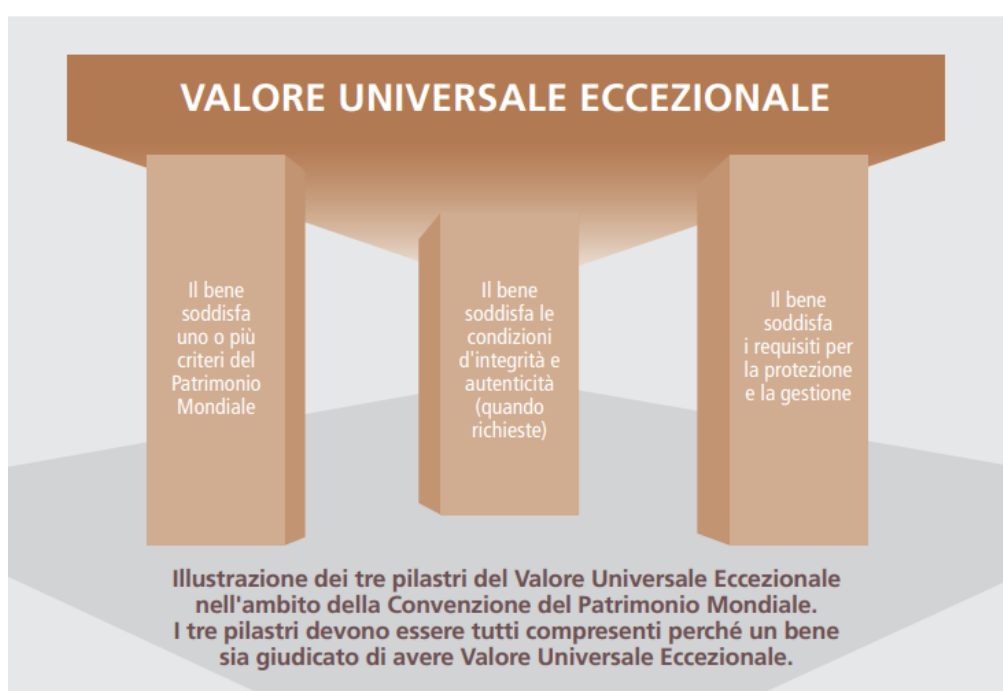 VALORE UNIVERSALE ECCEZIONALE
Il bene
soddisfa
uno o più
criteri del
Patrimonio
Mondiale
Il bene
soddisfa le
condizioni
d'integrità e
autenticità
(quando
richieste)
Il bene
soddisfa
i requisiti per
la protezione
e la gestione
Illustrazione dei tre pilastri del Valore Universale Eccezionale
nell'ambito della Convenzione del Patrimonio Mondiale.
I tre pilastri devono essere tutti compresenti perché un bene
sia giudicato di avere Valore Universale Eccezionale.